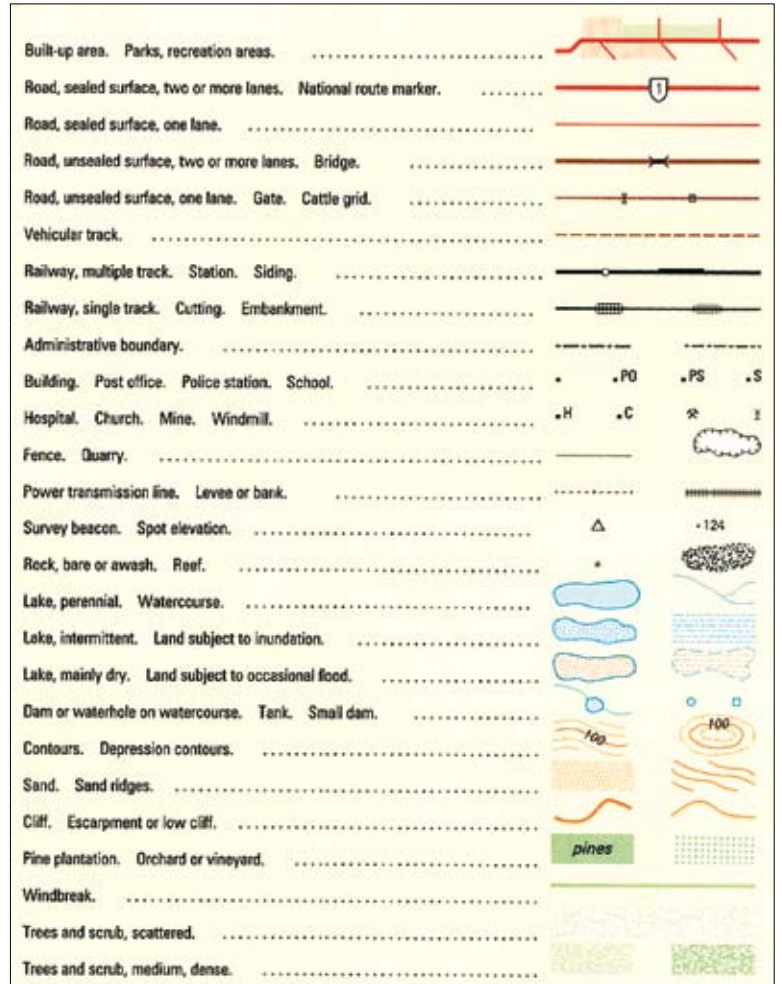 Built-up area. Parks, recreation areas. ........................
Road, sealed surface, two or more lanes. National route marker. ........ 1
Road, sealed surface, one lane. ....................................
Road, unsealed surface, two or more lanes. Bridge. .................
Road, unsealed surface, one lane. Gate. Cattle grid. .................
Vehicular track. ..................................................
Railway, multiple track. Station. Siding. .........................
Railway, single track. Cutting. Embankment. ......................
Administrative boundary. ........................................
Building. Post office. Police station. School. ..................... . .PO .PS .S
Hospital. Church. Mine. Windmill. .............................. .H .C
Fence. Quarry. .................................................
Power transmission line. Levee or bank. .........................
Survey beacon. Spot elevation. ................................... ·124
Rock, bare or awash. Reef. ........................................
Lake, perennial. Watercourse. .....................................
Lake, intermittent. Land subject to inundation. ......................
Lake, mainly dry. Land subject to occasional flood. ...................
Dam or waterhole on watercourse. Tank. Small dam. ...............
Contours. Depression contours. .................................. 100 100
Sand. Sand ridges. .............................................
Cliff. Escarpment or low cliff. ....................................
Pine plantation. Orchard or vineyard. .............................. pines
Windbreak. .....................................................
Trees and scrub, scattered. ........................................
Trees and scrub, medium, dense. ..................................